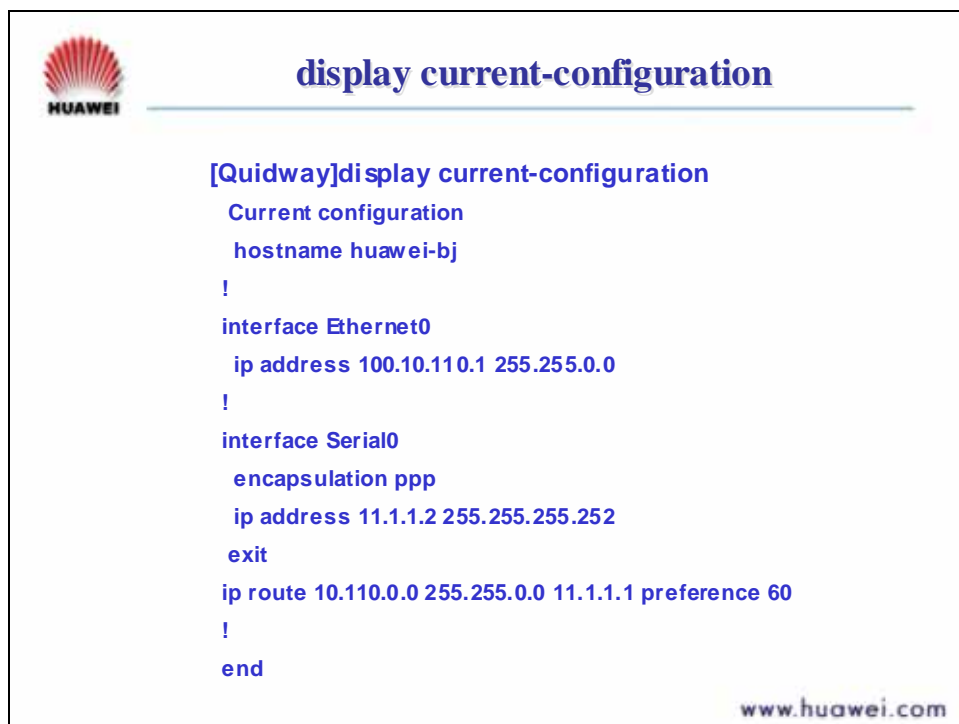 HUAWEI
display current-configuration
[Quidway]display current-configuration
Current configuration
hostname huawei-bj
!
interface Ethernet0
ip address 100.10.110.1 255.255.0.0
!
interface Serial0
encapsulation ppp
ip address 11.1.1.2 255.255.255.252
exit
ip route 10.110.0.0 255.255.0.0 11.1.1.1 preference 60
!
end
www.huawei.com